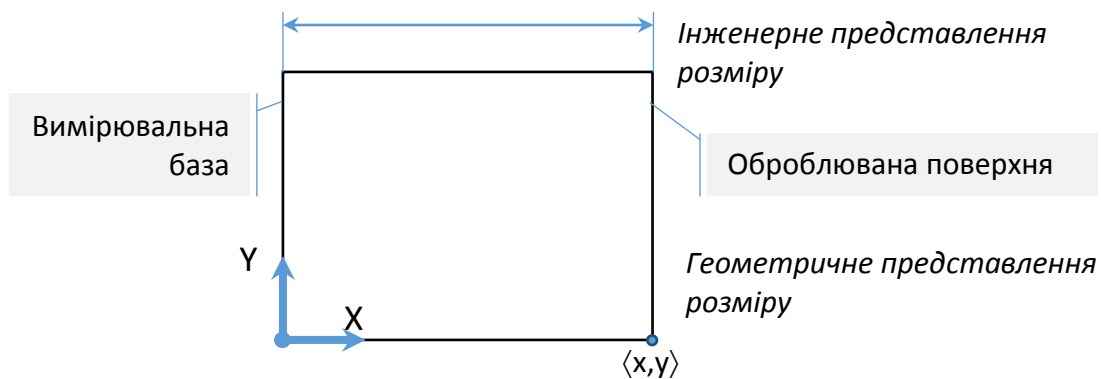 Інженерне представлення
розміру
Вимірювальна
база
Оброблювана поверхня
Y
X
Геометричне представлення
розміру
⟨x,y⟩